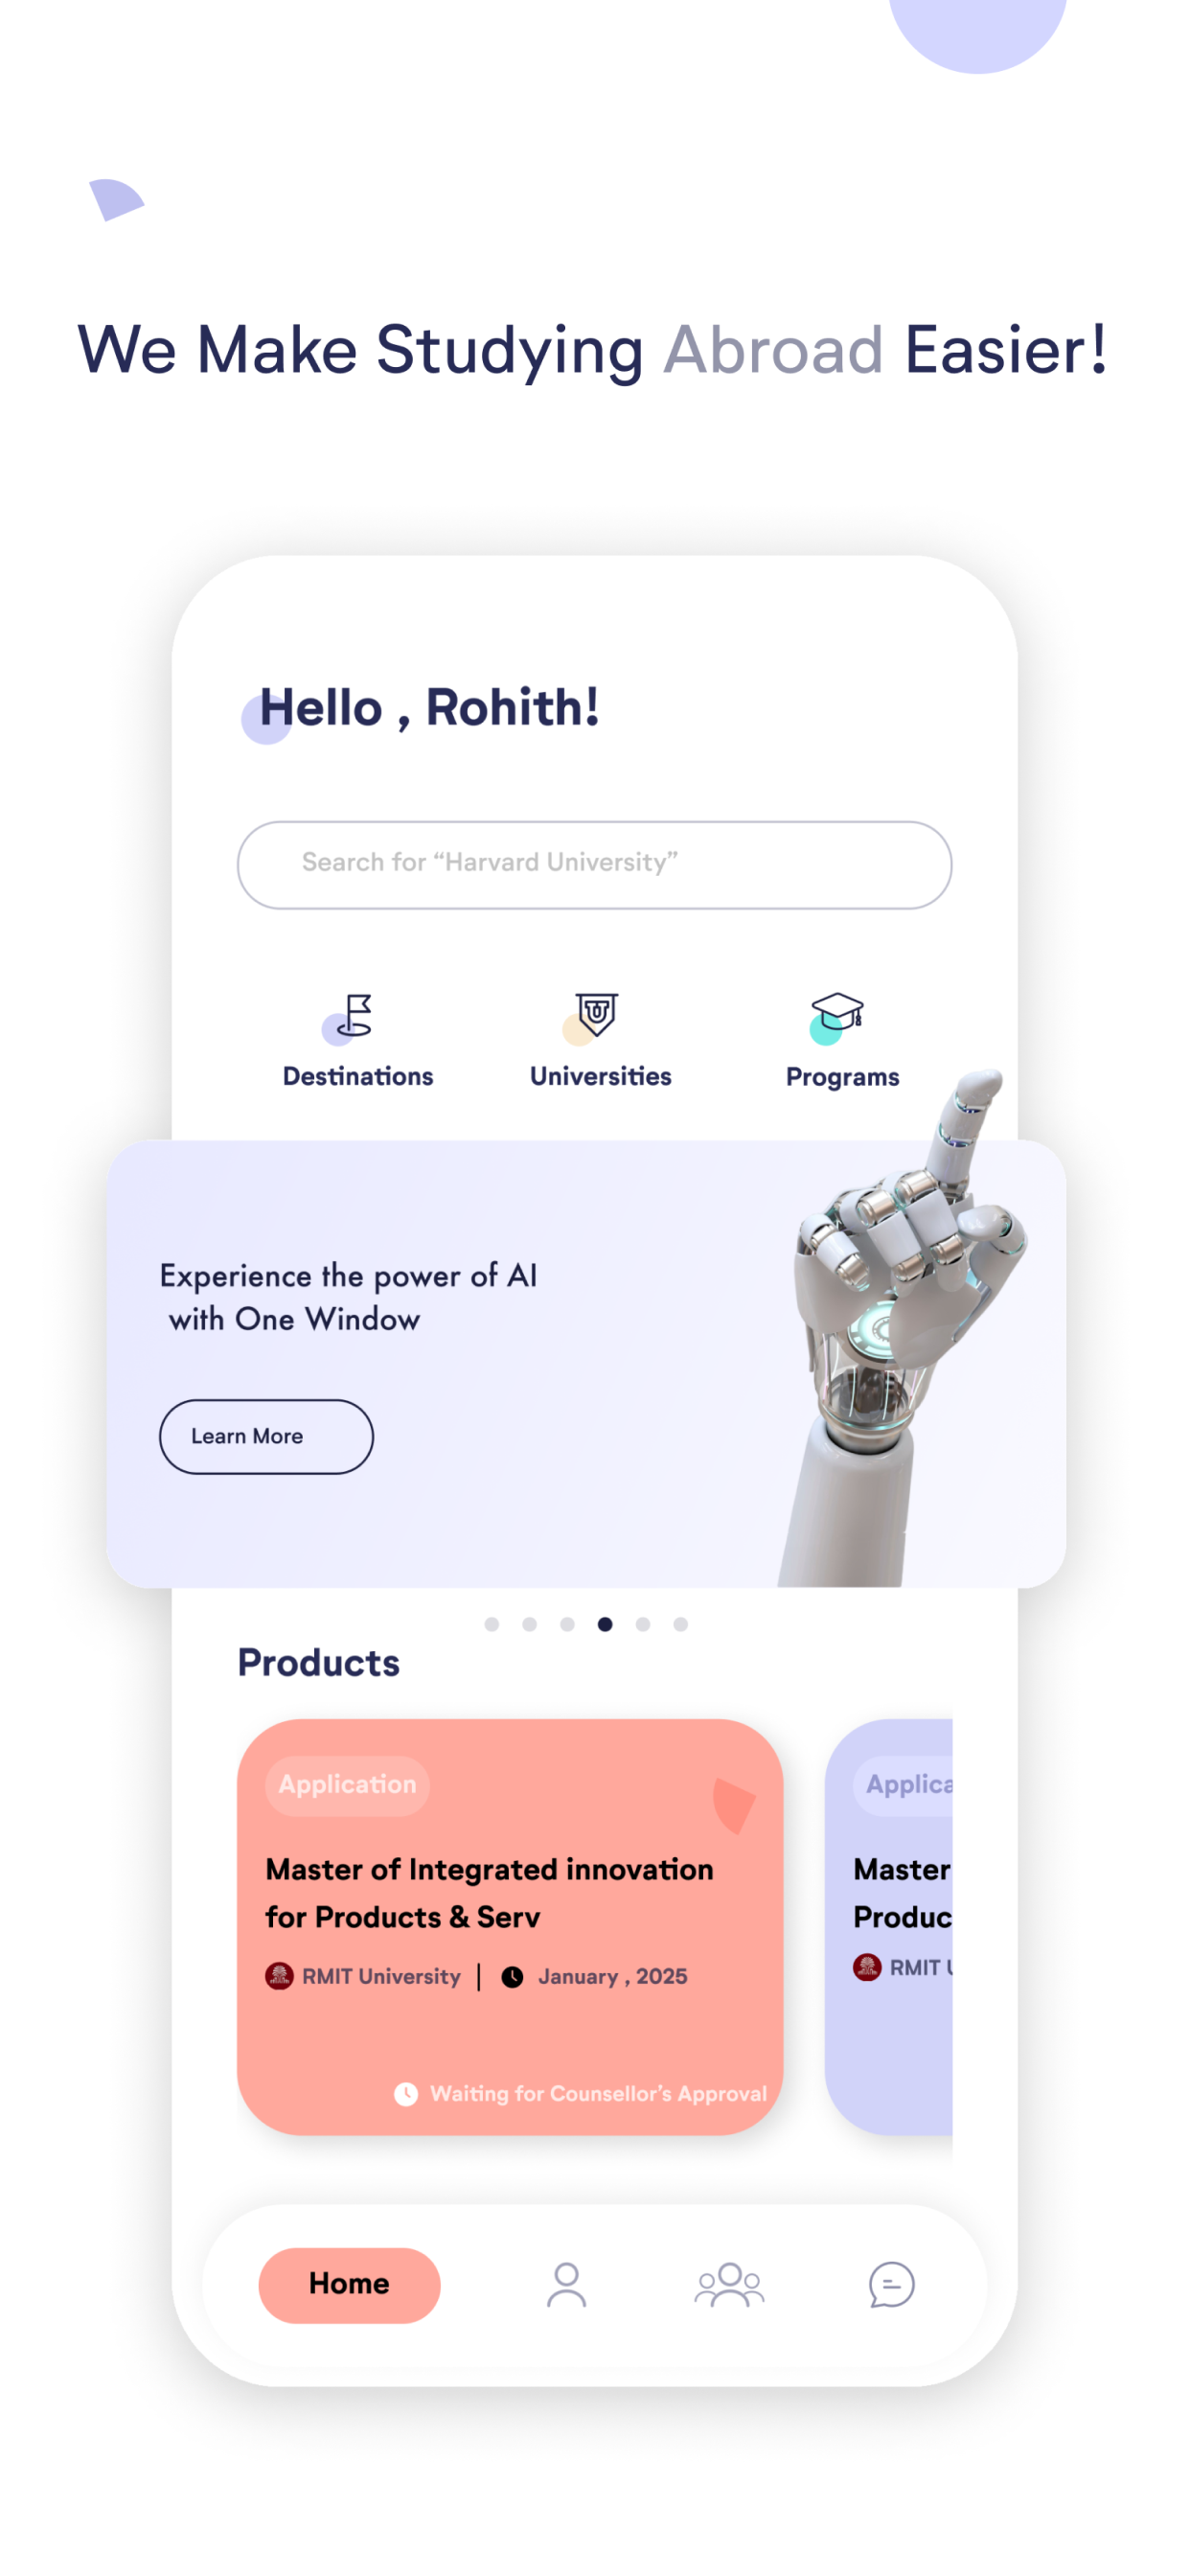 We Make Studying Abroad Easier!
Hello , Rohith!
Search for “Harvard University”
Destinations
Universities
Programs
Experience the power of AI
with One Window
Learn More
Products
Application
Master of Integrated innovation
for Products & Serv
RMIT University | January , 2025
Waiting for Counsellor’s Approval
Applica
Master
Produc
RMIT
Home